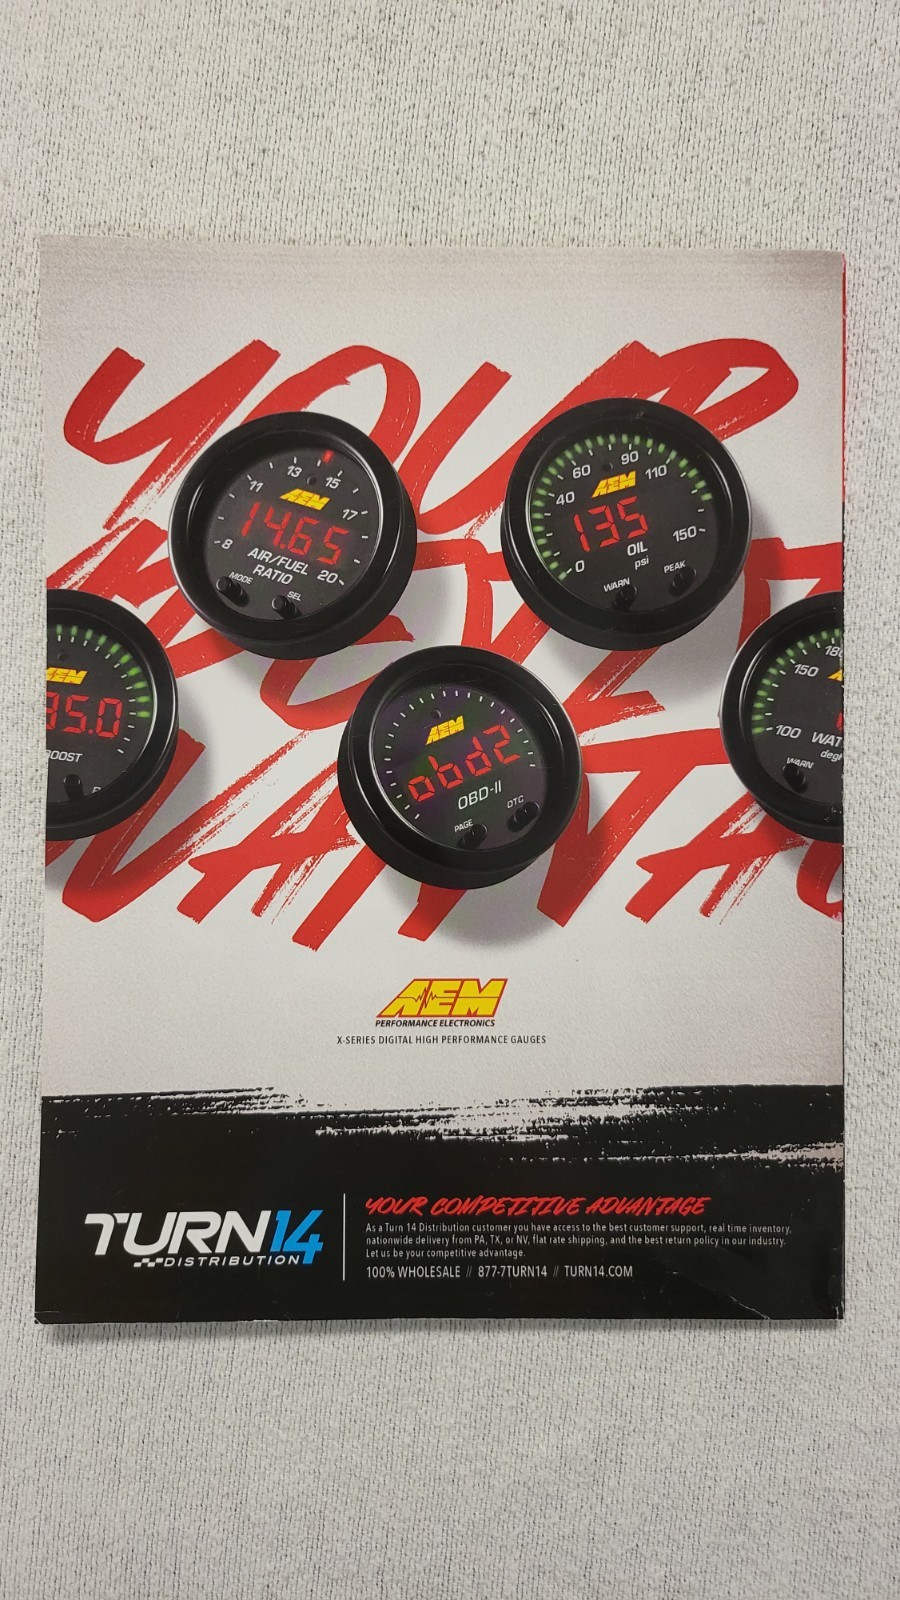 YOUR
13
15
11
17
AEM
14.65
8
AIR/FUEL
RATIO
20
MODE
SEL
60
90
110
40
AEM
135
150
0
OIL
psi
WARN
PEAK
AEM
35.0
BOOST
AEM
obd2
OBD-II
PAGE
DTC
180
150
100
WARN
AEM
PERFORMANCE ELECTRONICS
X-SERIES DIGITAL HIGH PERFORMANCE GAUGES
TURN14
DISTRIBUTION
YOUR COMPETITIVE ADVANTAGE
As a Turn 14 Distribution customer you have access to the best customer support, real time inventory,
nationwide delivery from PA, TX, or NV, flat rate shipping, and the best return policy in our industry.
Let us be your competitive advantage.
100% WHOLESALE // 877-7TURN14 // TURN14.COM